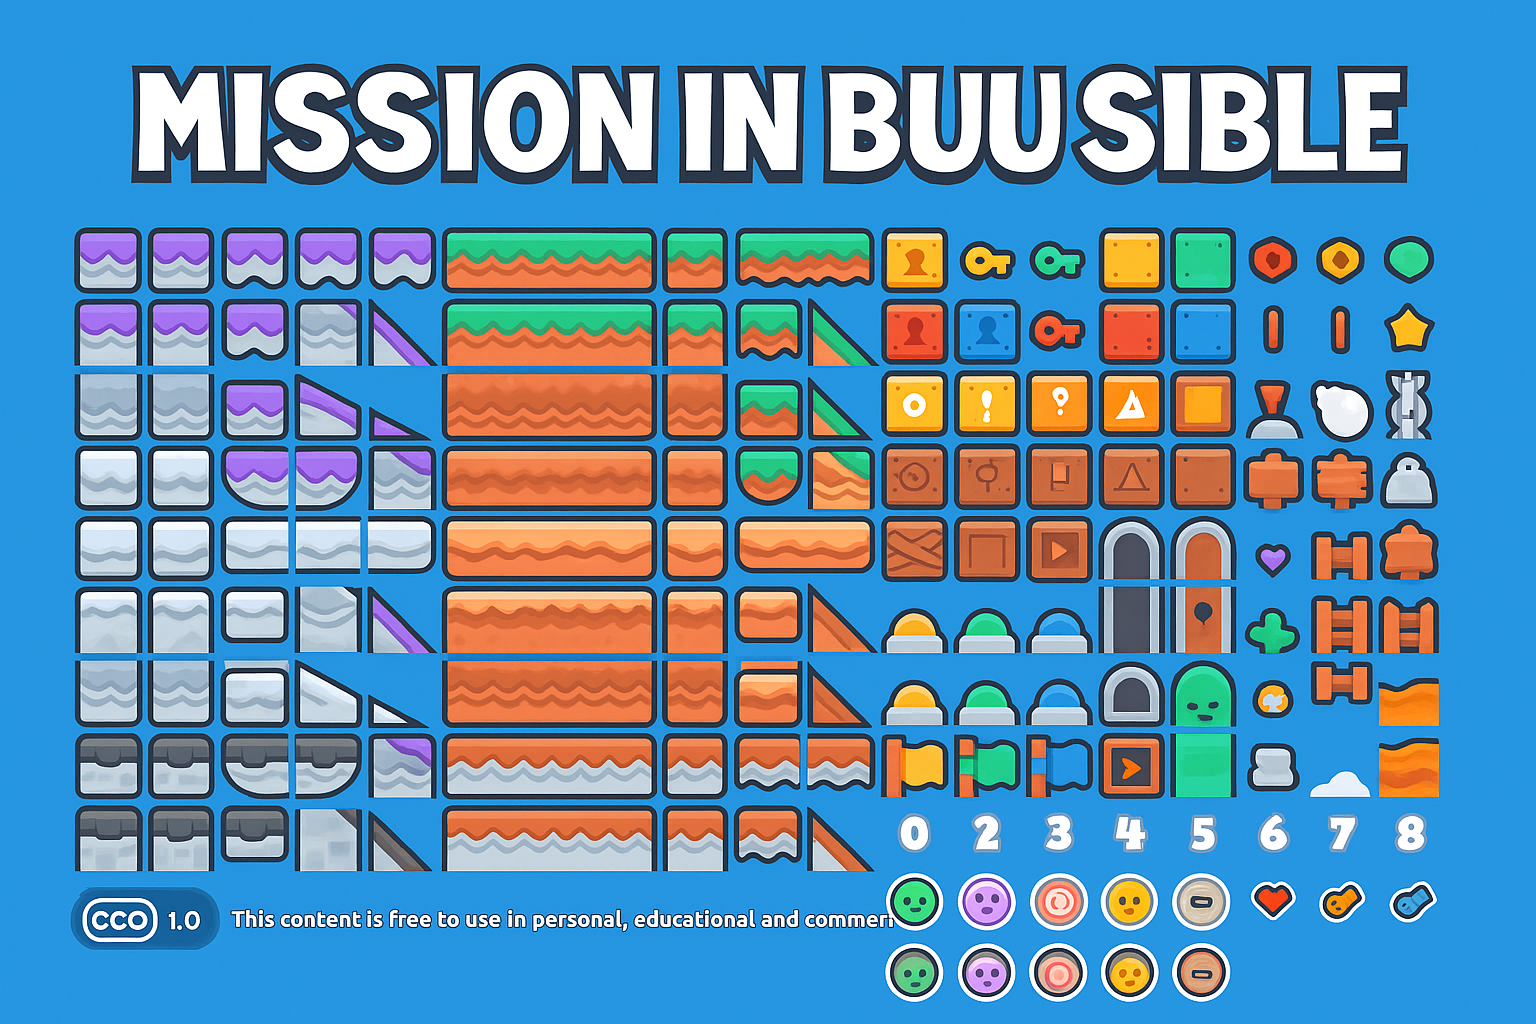 MISSION IN BUUSIBLE
0 2 3 4 5 6 7 8
CC0 1.0 This content is free to use in personal, educational and commer